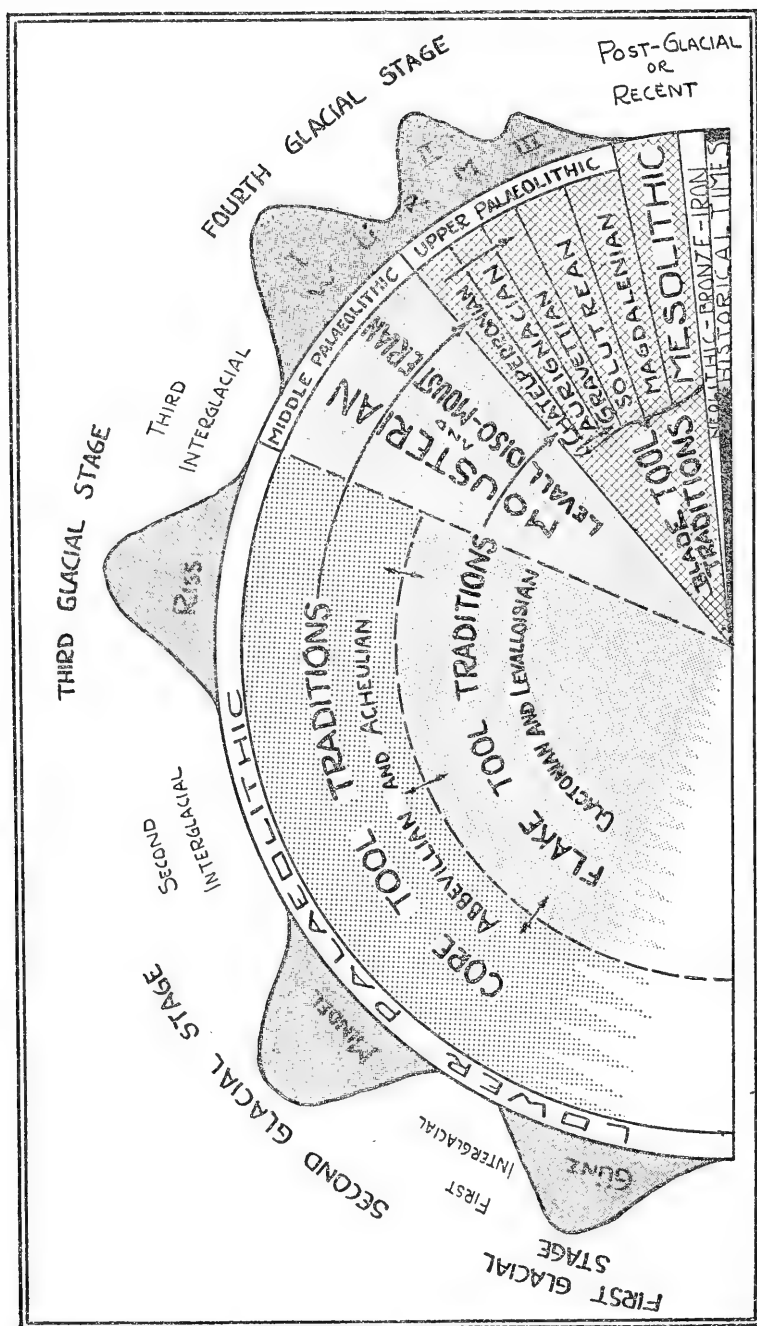 POST-GLACIAL
OR
RECENT
FOURTH GLACIAL STAGE
WÜRM
I
II
III
THIRD
INTERGLACIAL
THIRD GLACIAL STAGE
RISS
SECOND
INTERGLACIAL
SECOND GLACIAL STAGE
MINDEL
FIRST
INTERGLACIAL
FIRST GLACIAL
STAGE
GÜNZ
LOWER PALAEOLITHIC
MIDDLE PALAEOLITHIC
UPPER PALAEOLITHIC
CORE TOOL TRADITIONS
ABBEVILLIAN AND ACHEULIAN
FLAKE TOOL TRADITIONS
CLACTONIAN AND LEVALLOISIAN
MOUSTERIAN
AND
LEVALLOISO-MOUSTERIAN
CHATELPERRONIAN
AURIGNACIAN
GRAVETTIAN
SOLUTREAN
MAGDALENIAN
BLADE TOOL
TRADITIONS
MESOLITHIC
NEOLITHIC-BRONZE-IRON
HISTORICAL TIMES